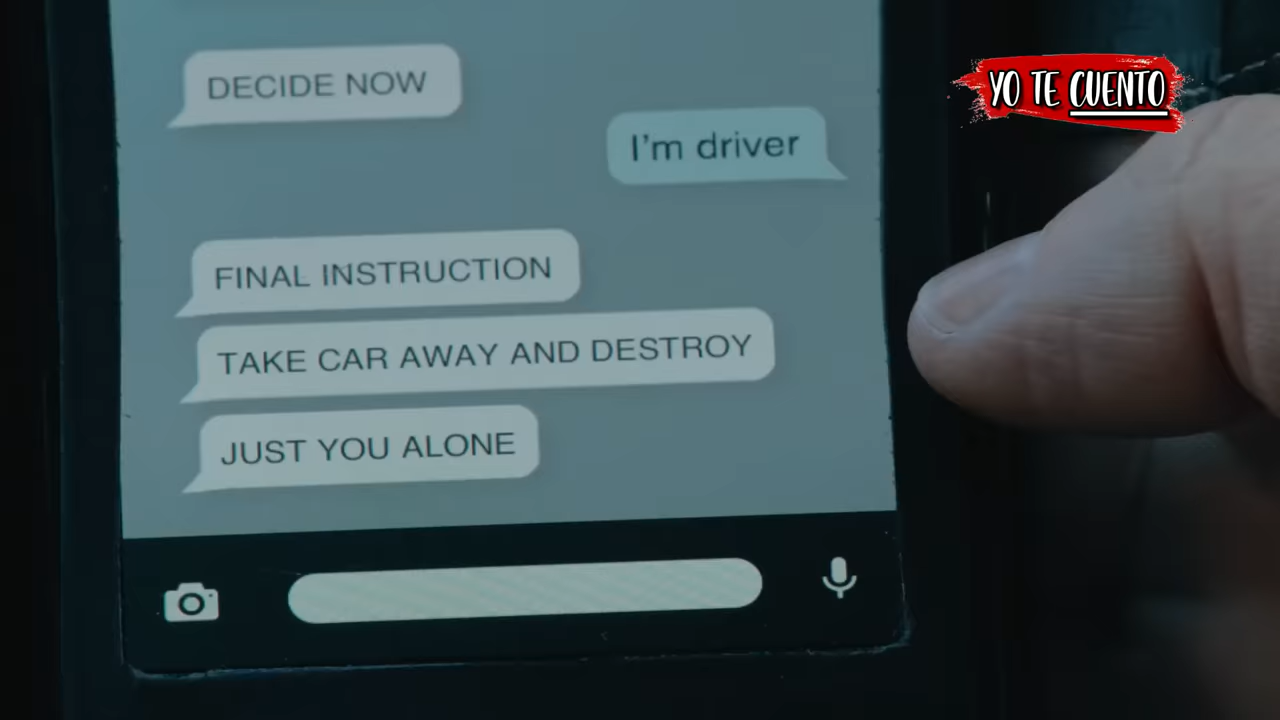 DECIDE NOW
YO TE CUENTO
I'm driver
FINAL INSTRUCTION
TAKE CAR AWAY AND DESTROY
JUST YOU ALONE